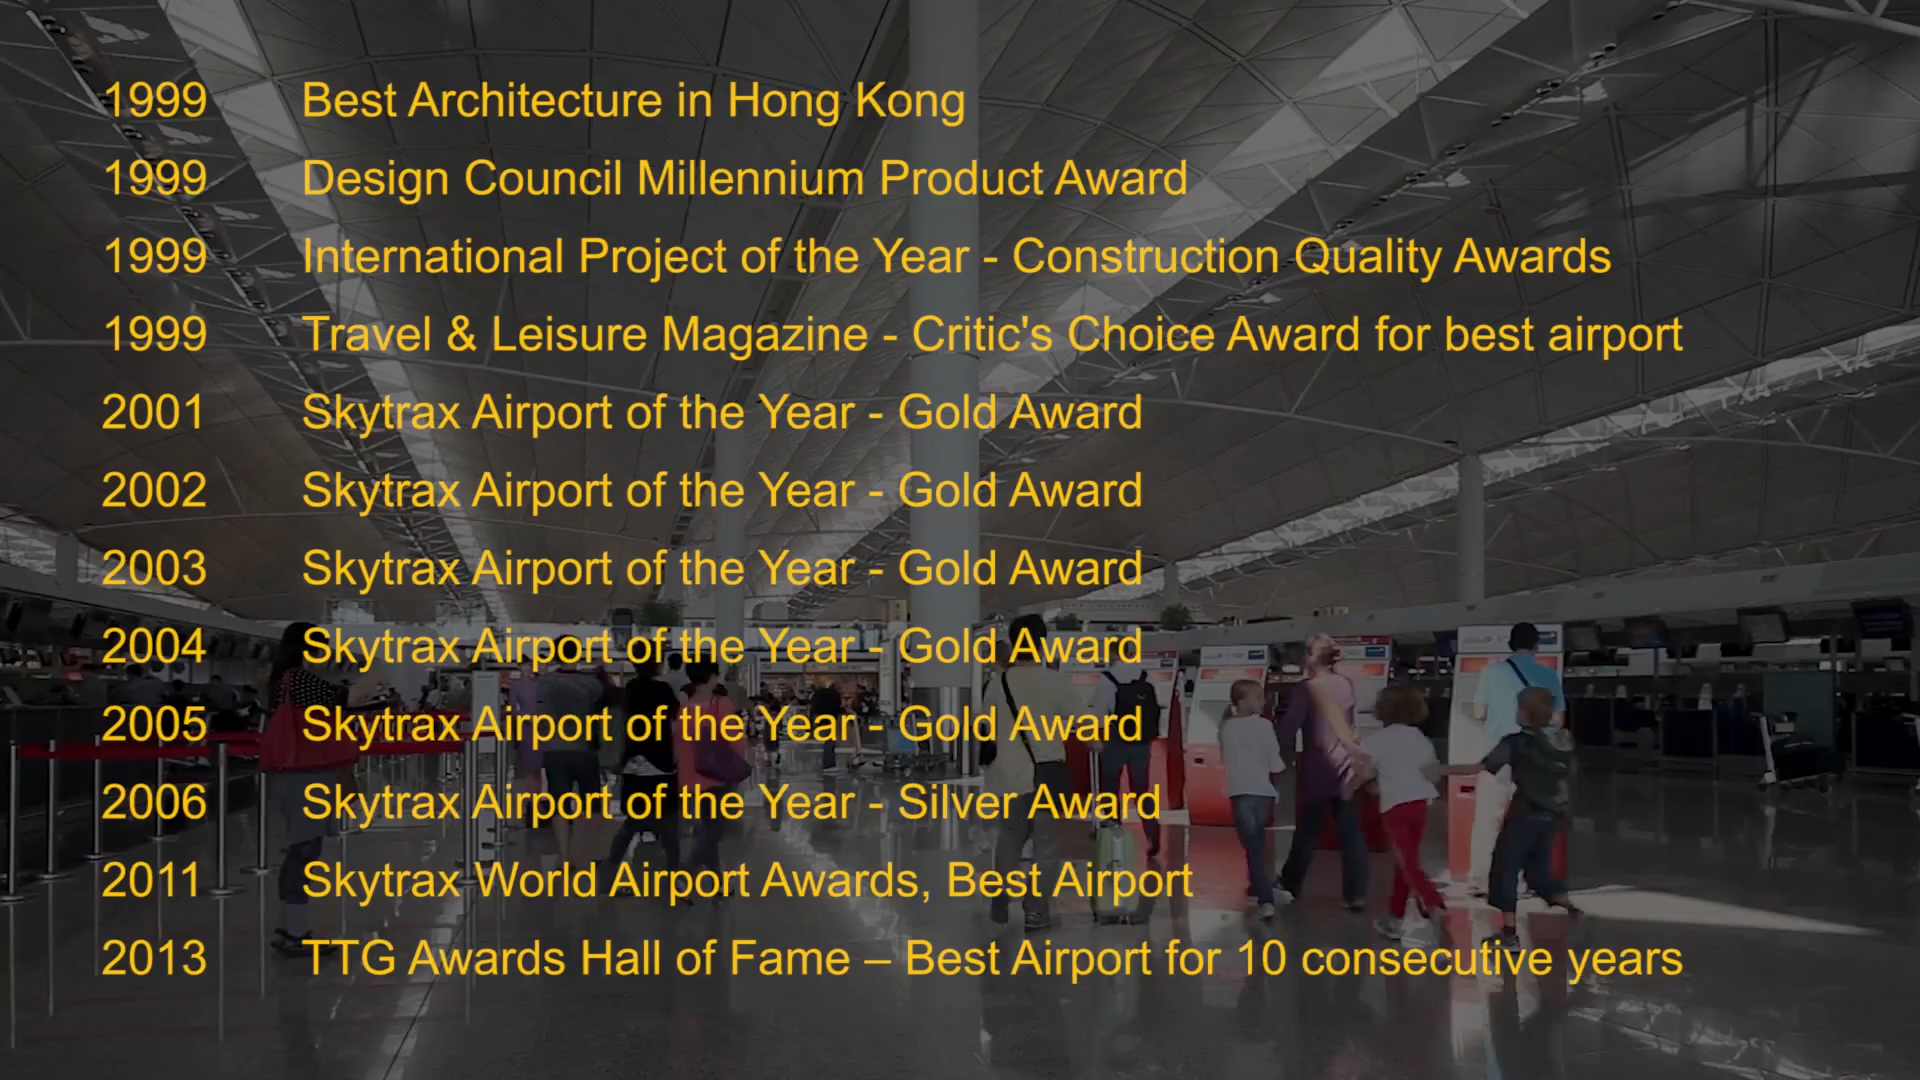 1999 Best Architecture in Hong Kong
1999 Design Council Millennium Product Award
1999 International Project of the Year - Construction Quality Awards
1999 Travel & Leisure Magazine - Critic's Choice Award for best airport
2001 Skytrax Airport of the Year - Gold Award
2002 Skytrax Airport of the Year - Gold Award
2003 Skytrax Airport of the Year - Gold Award
2004 Skytrax Airport of the Year - Gold Award
2005 Skytrax Airport of the Year - Gold Award
2006 Skytrax Airport of the Year - Silver Award
2011 Skytrax World Airport Awards, Best Airport
2013 TTG Awards Hall of Fame – Best Airport for 10 consecutive years